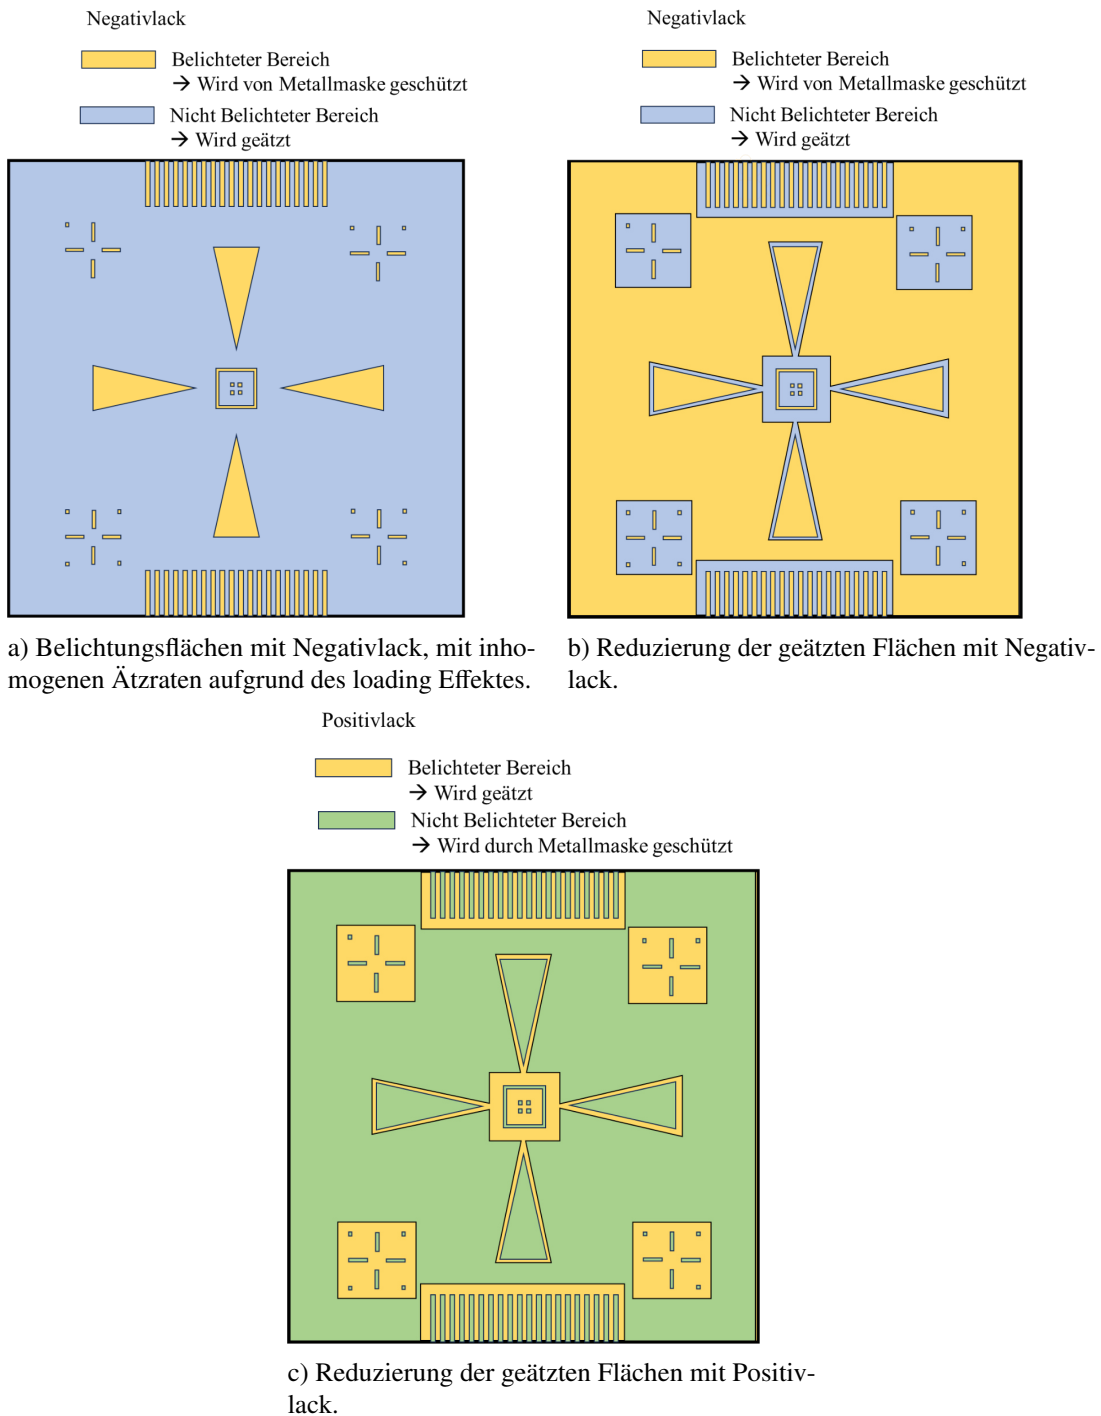 Negativlack
Belichteter Bereich
→ Wird von Metallmaske geschützt
Nicht Belichteter Bereich
→ Wird geätzt
a) Belichtungsflächen mit Negativlack, mit inho-
mogenen Ätzraten aufgrund des loading Effektes.
Negativlack
Belichteter Bereich
→ Wird von Metallmaske geschützt
Nicht Belichteter Bereich
→ Wird geätzt
b) Reduzierung der geätzten Flächen mit Negativ-
lack.
Positivlack
Belichteter Bereich
→ Wird geätzt
Nicht Belichteter Bereich
→ Wird durch Metallmaske geschützt
c) Reduzierung der geätzten Flächen mit Positiv-
lack.